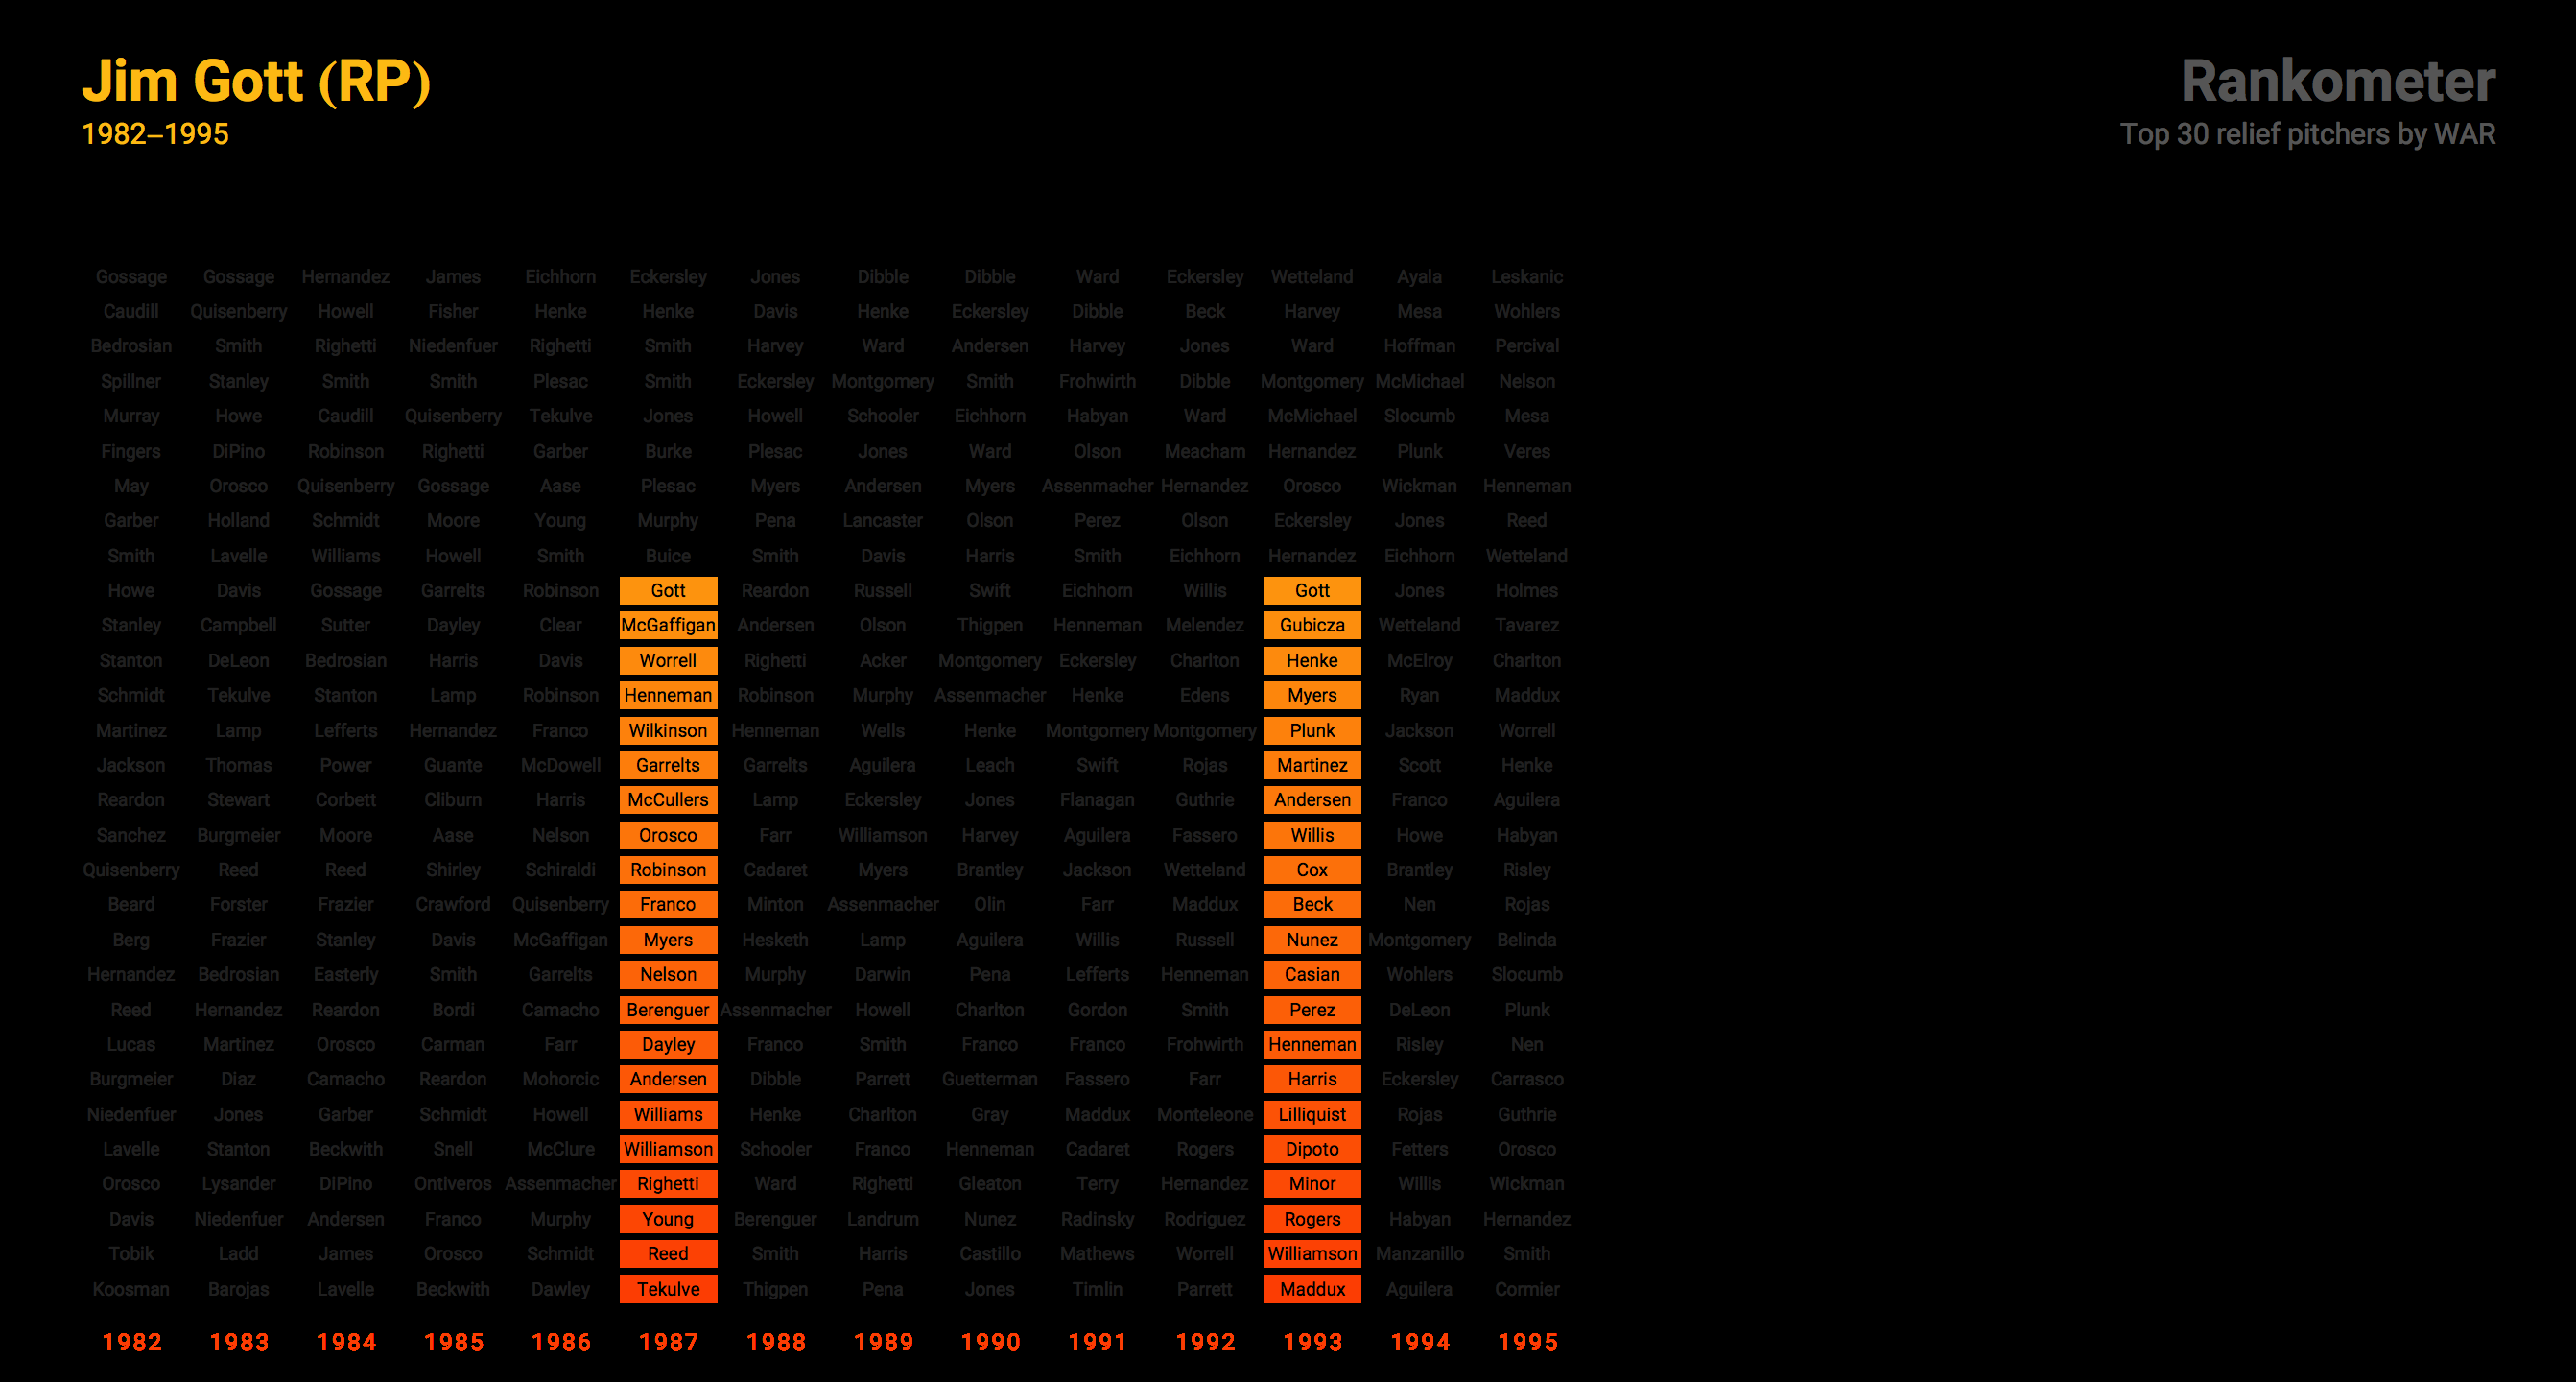 Jim Gott (RP)
1982–1995
Rankometer
Top 30 relief pitchers by WAR
Gossage Gossage Hernandez James Eichhorn Eckersley Jones Dibble Dibble Ward Eckersley Wetteland Ayala Leskanic
Caudill Quisenberry Howell Fisher Henke Henke Davis Henke Eckersley Dibble Beck Harvey Mesa Wohlers
Bedrosian Smith Righetti Niedenfuer Righetti Smith Harvey Ward Andersen Harvey Jones Ward Hoffman Percival
Spillner Stanley Smith Smith Plesac Smith Eckersley Montgomery Smith Frohwirth Dibble Montgomery McMichael Nelson
Murray Howe Caudill Quisenberry Tekulve Jones Howell Schooler Eichhorn Habyan Ward McMichael Slocumb Mesa
Fingers DiPino Robinson Righetti Garber Burke Plesac Jones Ward Olson Meacham Hernandez Plunk Veres
May Orosco Quisenberry Gossage Aase Plesac Myers Andersen Myers Assenmacher Hernandez Orosco Wickman Henneman
Garber Holland Schmidt Moore Young Murphy Pena Lancaster Olson Perez Olson Eckersley Jones Reed
Smith Lavelle Williams Howell Smith Buice Smith Davis Harris Smith Eichhorn Hernandez Eichhorn Wetteland
Howe Davis Gossage Garrelts Robinson Gott Reardon Russell Swift Eichhorn Willis Gott Jones Holmes
Stanley Campbell Sutter Dayley Clear McGaffigan Andersen Olson Thigpen Henneman Melendez Gubicza Wetteland Tavarez
Stanton DeLeon Bedrosian Harris Davis Worrell Righetti Acker Montgomery Eckersley Charlton Henke McElroy Charlton
Schmidt Tekulve Stanton Lamp Robinson Henneman Robinson Murphy Assenmacher Henke Edens Myers Ryan Maddux
Martinez Lamp Lefferts Hernandez Franco Wilkinson Henneman Wells Henke Montgomery Montgomery Plunk Jackson Worrell
Jackson Thomas Power Guante McDowell Garrelts Garrelts Aguilera Leach Swift Rojas Martinez Scott Henke
Reardon Stewart Corbett Cliburn Harris McCullers Lamp Eckersley Jones Flanagan Guthrie Andersen Franco Aguilera
Sanchez Burgmeier Moore Aase Nelson Orosco Farr Williamson Harvey Aguilera Fassero Willis Howe Habyan
Quisenberry Reed Reed Shirley Schiraldi Robinson Cadaret Myers Brantley Jackson Wetteland Cox Brantley Risley
Beard Forster Frazier Crawford Quisenberry Franco Minton Assenmacher Olin Farr Maddux Beck Nen Rojas
Berg Frazier Stanley Davis McGaffigan Myers Hesketh Lamp Aguilera Willis Russell Nunez Montgomery Belinda
Hernandez Bedrosian Easterly Smith Garrelts Nelson Murphy Darwin Pena Lefferts Henneman Casian Wohlers Slocumb
Reed Hernandez Reardon Bordi Camacho Berenguer Assenmacher Howell Charlton Gordon Smith Perez DeLeon Plunk
Lucas Martinez Orosco Carman Farr Dayley Franco Smith Franco Franco Frohwirth Henneman Risley Nen
Burgmeier Diaz Camacho Reardon Mohorcic Andersen Dibble Parrett Guetterman Fassero Farr Harris Eckersley Carrasco
Niedenfuer Jones Garber Schmidt Howell Williams Henke Charlton Gray Maddux Monteleone Lilliquist Rojas Guthrie
Lavelle Stanton Beckwith Snell McClure Williamson Schooler Franco Henneman Cadaret Rogers Dipoto Fetters Orosco
Orosco Lysander DiPino Ontiveros Assenmacher Righetti Ward Righetti Gleaton Terry Hernandez Minor Willis Wickman
Davis Niedenfuer Andersen Franco Murphy Young Berenguer Landrum Nunez Radinsky Rodriguez Rogers Habyan Hernandez
Tobik Ladd James Orosco Schmidt Reed Smith Harris Castillo Mathews Worrell Williamson Manzanillo Smith
Koosman Barojas Lavelle Beckwith Dawley Tekulve Thigpen Pena Jones Timlin Parrett Maddux Aguilera Cormier
1982 1983 1984 1985 1986 1987 1988 1989 1990 1991 1992 1993 1994 1995